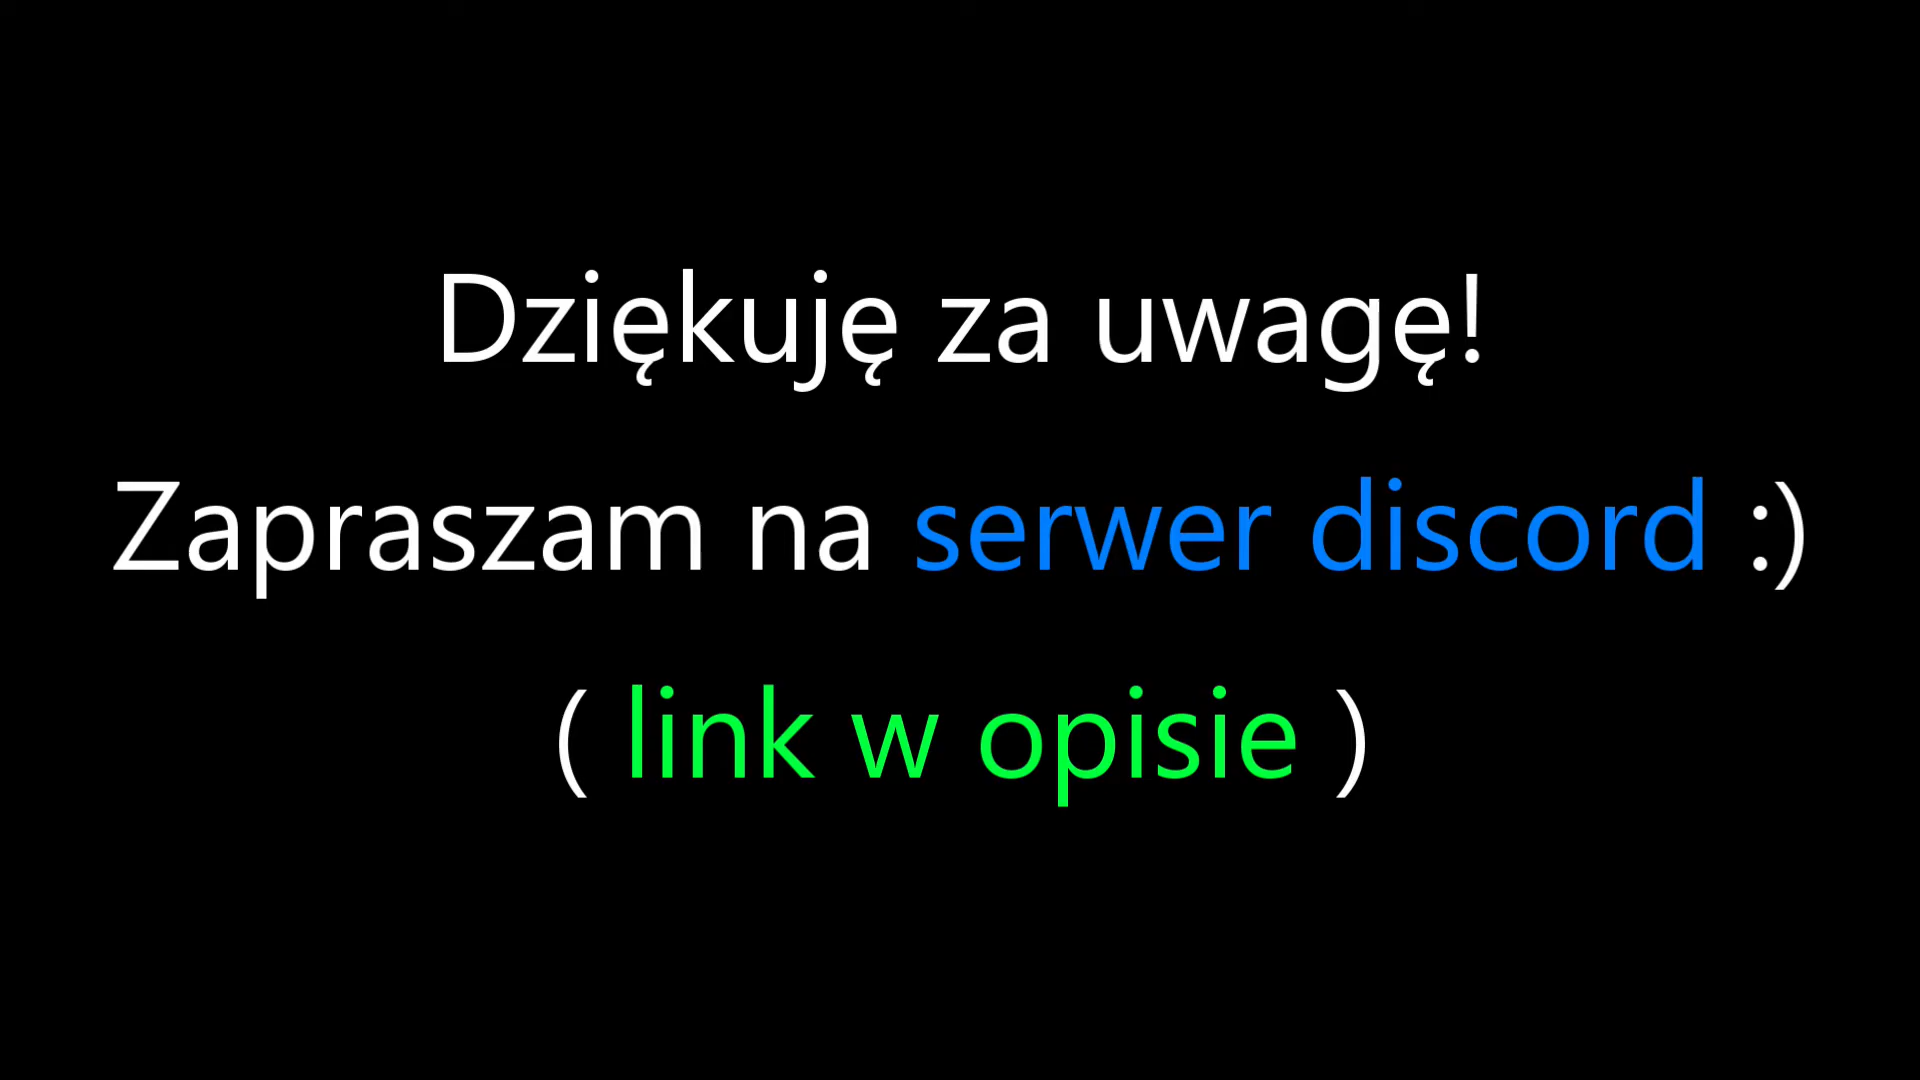 Dziękuję za uwagę!
Zapraszam na serwer discord :)
( link w opisie )